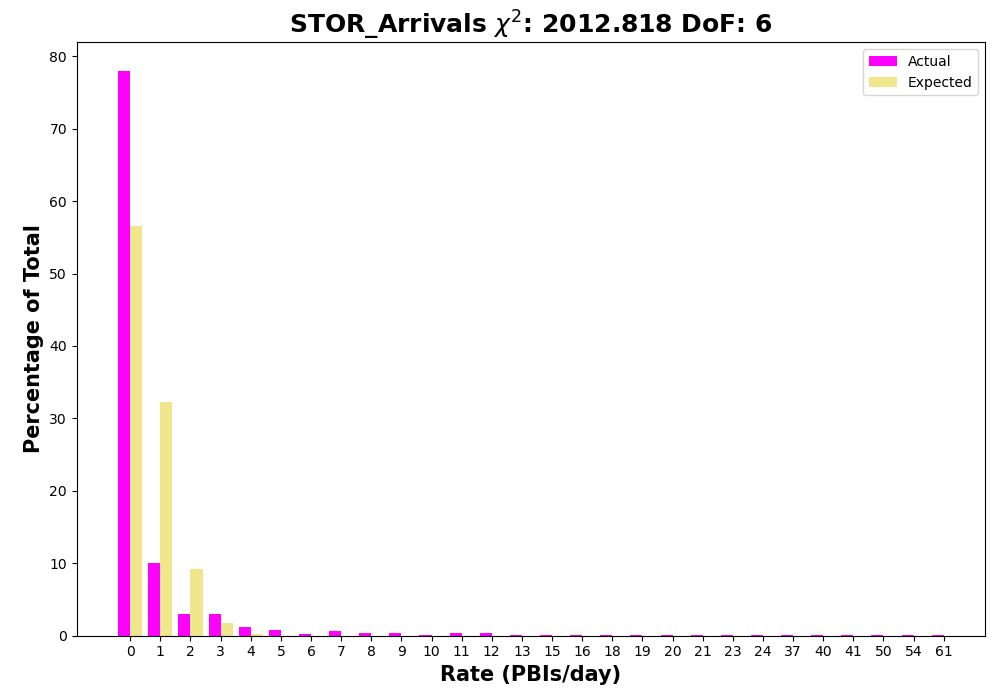 STOR_Arrivals χ²: 2012.818 DoF: 6
Actual
Expected
Percentage of Total
80
70
60
50
40
30
20
10
0
0 1 2 3 4 5 6 7 8 9 10 11 12 13 15 16 18 19 20 21 23 24 37 40 41 50 54 61
Rate (PBIs/day)